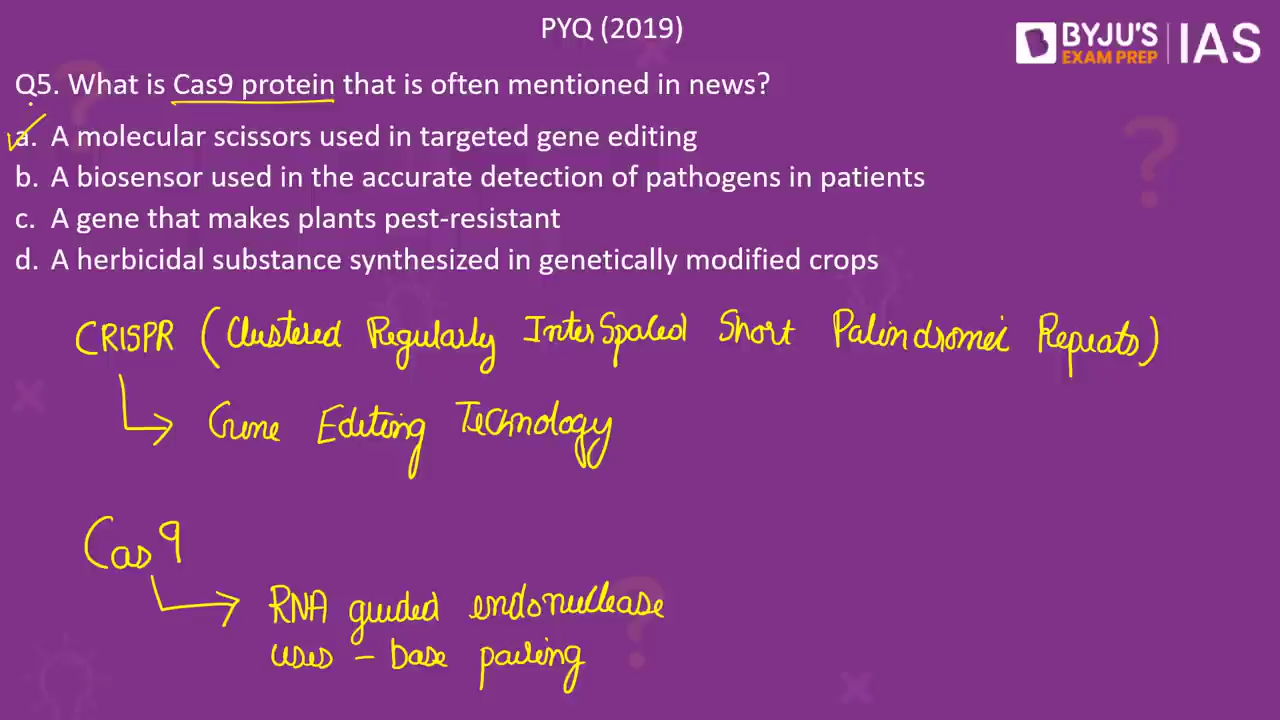 PYQ (2019)
BYJU'S
EXAM PREP
IAS
Q5. What is Cas9 protein that is often mentioned in news?
a. A molecular scissors used in targeted gene editing
b. A biosensor used in the accurate detection of pathogens in patients
c. A gene that makes plants pest-resistant
d. A herbicidal substance synthesized in genetically modified crops
CRISPR (Clustered Regularly InterSpaced Short Palindromic Repeats)
Gene Editing Technology
Cas9
RNA guided endonuclease
uses - base pairing